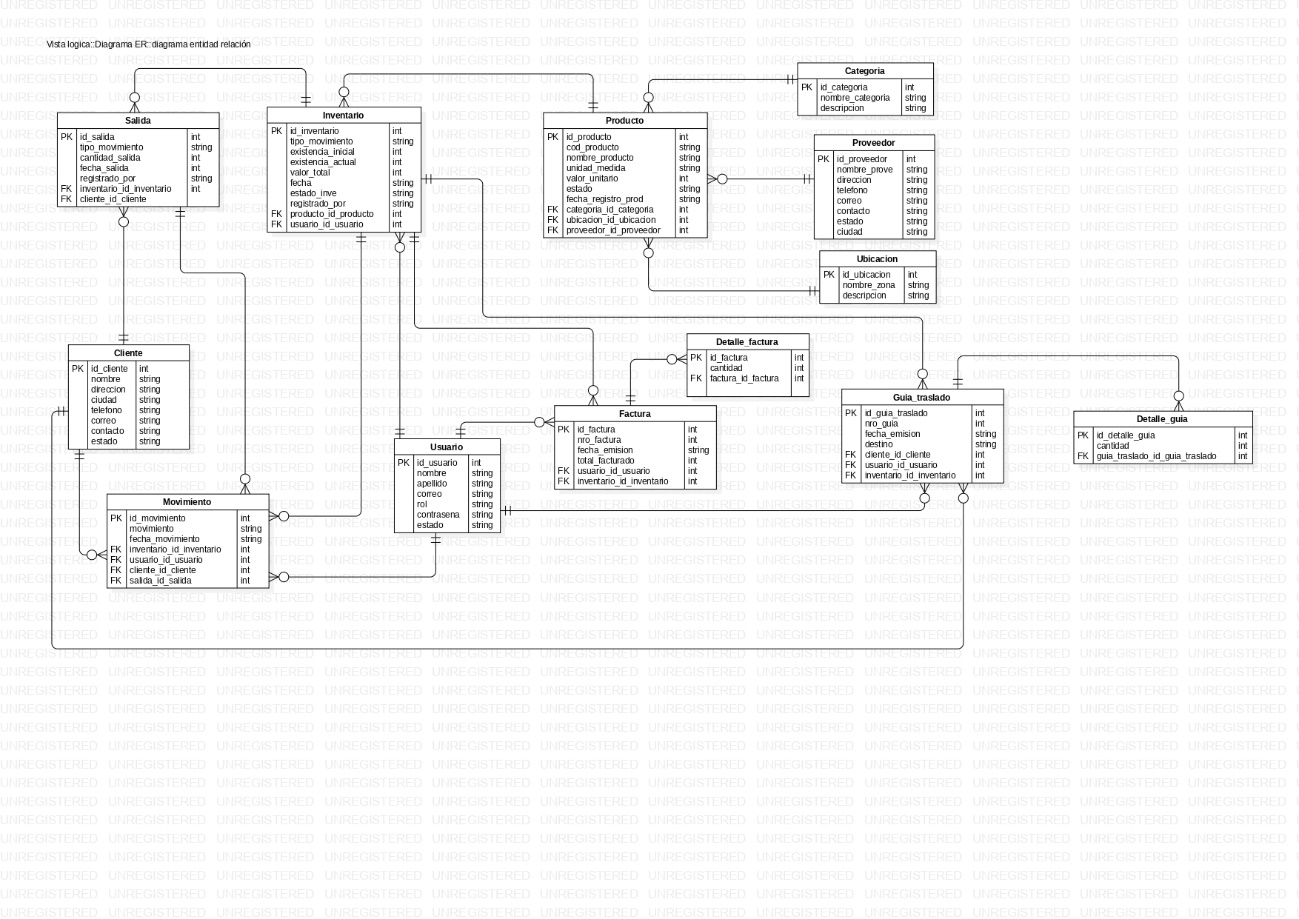 Vista logica::Diagrama ER::diagrama entidad relación
Salida
PK id_salida int
tipo_movimiento string
cantidad_salida int
fecha_salida int
registrado_por string
FK inventario_id_inventario int
FK cliente_id_cliente
Inventario
PK id_inventario int
tipo_movimiento string
existencia_inicial int
existencia_actual int
valor_total int
fecha string
estado_inve string
registrado_por string
FK producto_id_producto int
FK usuario_id_usuario int
Producto
PK id_producto int
cod_producto string
nombre_producto string
unidad_medida string
valor_unitario int
estado string
fecha_registro_prod string
FK categoria_id_categoria int
FK ubicacion_id_ubicacion int
FK proveedor_id_proveedor int
Categoria
PK id_categoria int
nombre_categoria string
descripcion string
Proveedor
PK id_proveedor int
nombre_prove string
direccion string
telefono string
correo string
contacto string
estado string
ciudad string
Ubicacion
PK id_ubicacion int
nombre_zona string
descripcion string
Cliente
PK id_cliente int
nombre string
direccion string
ciudad string
telefono string
correo string
contacto string
estado string
Detalle_factura
PK id_factura int
cantidad int
FK factura_id_factura int
Factura
PK id_factura int
nro_factura int
fecha_emision string
total_facturado int
FK usuario_id_usuario int
FK inventario_id_inventario int
Guia_traslado
PK id_guia_traslado int
nro_guia int
fecha_emision string
destino string
FK cliente_id_cliente int
FK usuario_id_usuario int
FK inventario_id_inventario int
Detalle_guia
PK id_detalle_guia int
cantidad int
FK guia_traslado_id_guia_traslado int
Usuario
PK id_usuario int
nombre string
apellido string
correo string
rol string
contrasena string
estado string
Movimiento
PK id_movimiento int
movimiento string
fecha_movimiento string
FK inventario_id_inventario int
FK usuario_id_usuario int
FK cliente_id_cliente int
FK salida_id_salida int
UNREGISTERED